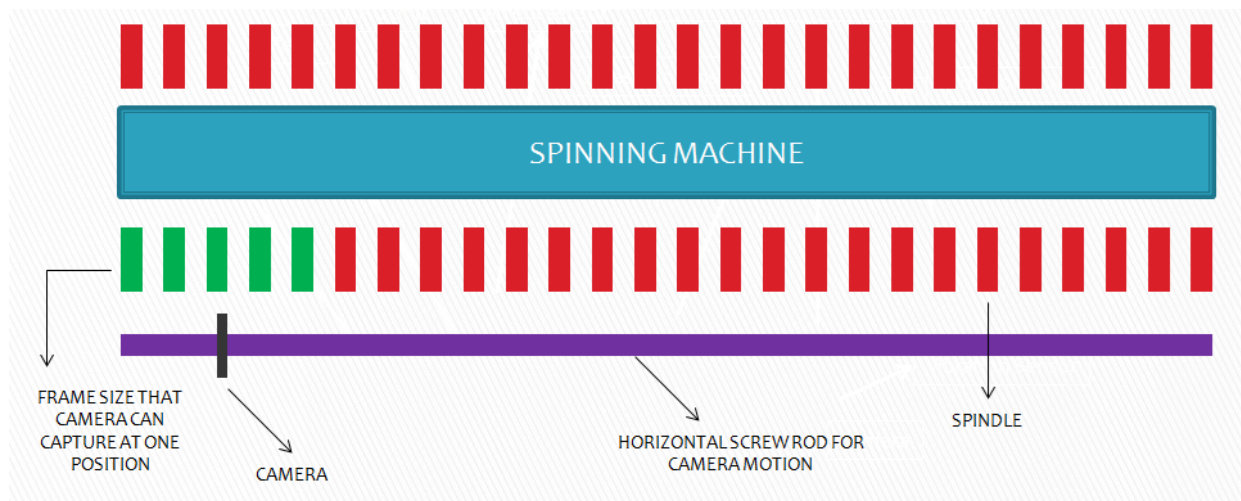 SPINNING MACHINE
FRAME SIZE THAT
CAMERA CAN
CAPTURE AT ONE
POSITION
CAMERA
HORIZONTAL SCREW ROD FOR
CAMERA MOTION
SPINDLE